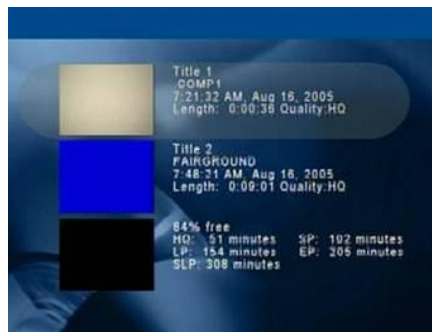 Title 1
COMP1
7:21:32 AM, Aug 16, 2005
Length: 0:00:36 Quality:HQ
Title 2
FAIRGROUND
7:48:21 AM, Aug 16, 2005
Length: 0:09:01 Quality:HQ
84% free
HQ: 51 minutes SP: 102 minutes
LP: 154 minutes EP: 205 minutes
SLP: 308 minutes